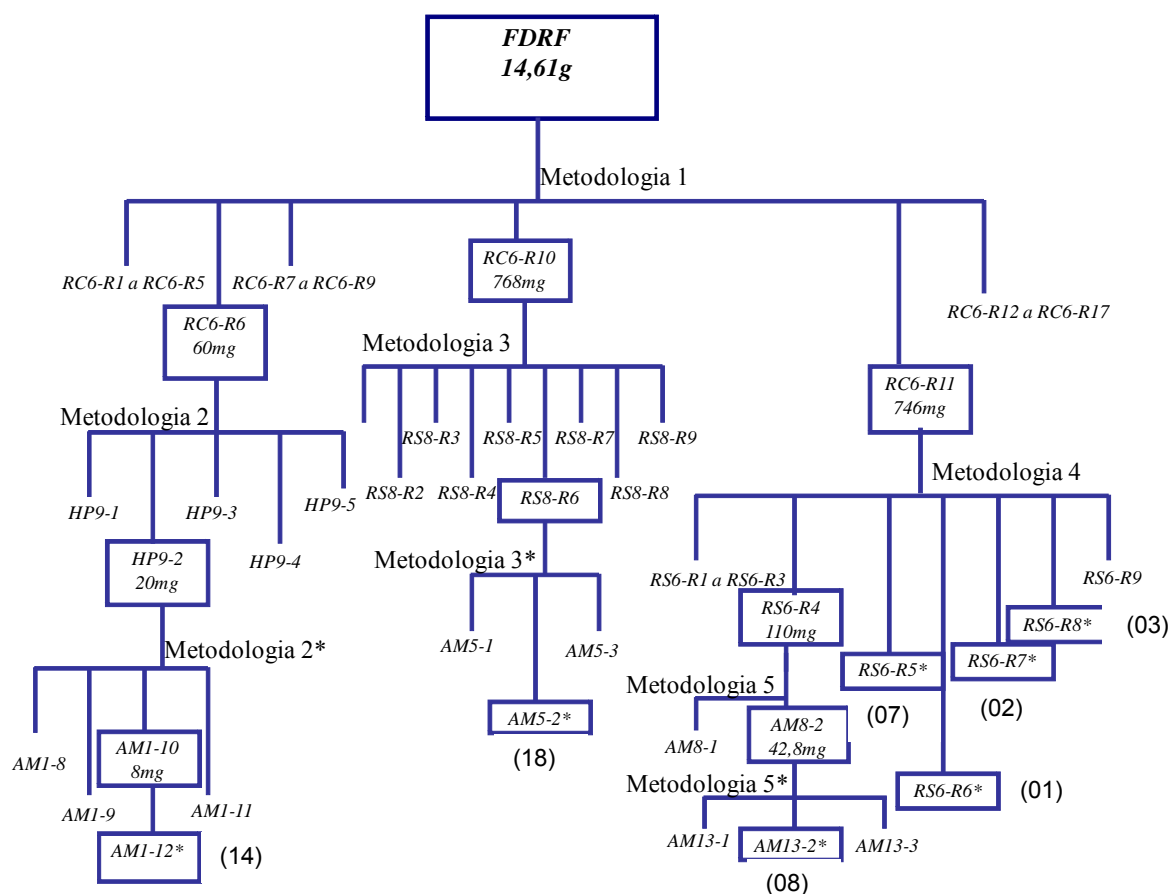 FDRF
14,61g
Metodologia 1
RC6-R1 a RC6-R5
RC6-R7 a RC6-R9
RC6-R10
768mg
RC6-R12 a RC6-R17
RC6-R6
60mg
Metodologia 3
RC6-R11
746mg
Metodologia 2
RS8-R3
RS8-R5
RS8-R7
RS8-R9
RS8-R2
RS8-R4
RS8-R6
RS8-R8
Metodologia 4
HP9-1
HP9-3
HP9-5
HP9-2
20mg
HP9-4
Metodologia 3*
RS6-R1 a RS6-R3
RS6-R9
RS6-R4
110mg
RS6-R8*
(03)
AM5-1
AM5-3
RS6-R5*
RS6-R7*
Metodologia 2*
Metodologia 5
(07)
(02)
AM5-2*
(18)
AM8-1
AM8-2
42,8mg
AM1-8
AM1-10
8mg
Metodologia 5*
RS6-R6*
(01)
AM1-9
AM1-11
AM13-1
AM13-2*
AM13-3
AM1-12*
(14)
(08)